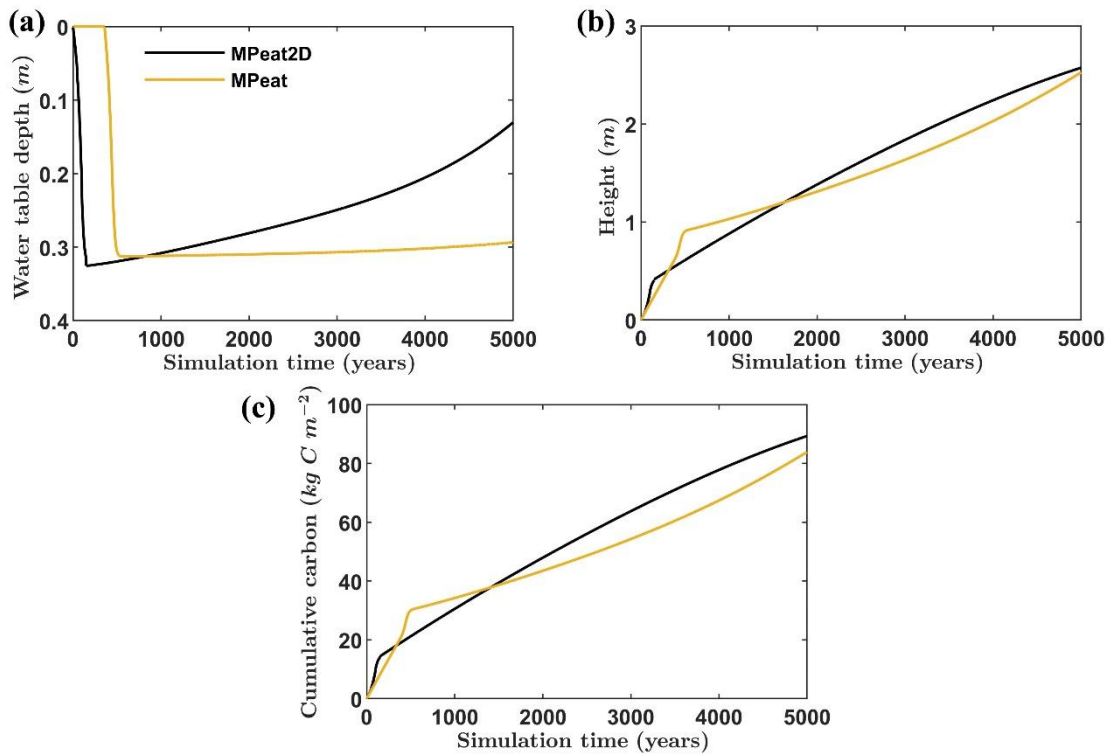 (a)
0
0.1
0.2
0.3
0.4
Water table depth (m)
MPeat2D
MPeat
0 1000 2000 3000 4000 5000
Simulation time (years)
(b)
3
2
1
0
Height (m)
0 1000 2000 3000 4000 5000
Simulation time (years)
(c)
100
80
60
40
20
0
Cumulative carbon (kg C m⁻²)
0 1000 2000 3000 4000 5000
Simulation time (years)